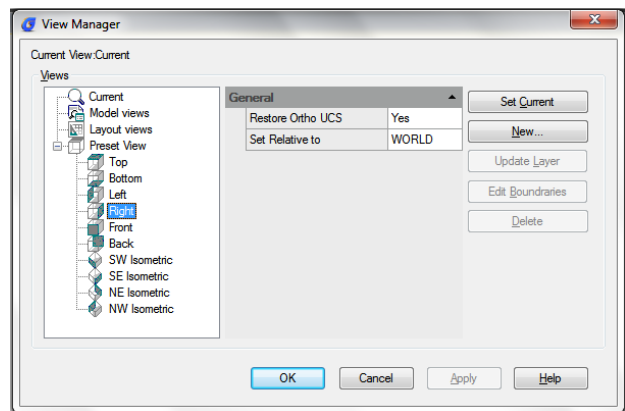 View Manager
Current View:Current
Views
Current
Model views
Layout views
Preset View
Top
Bottom
Left
Right
Front
Back
SW Isometric
SE Isometric
NE Isometric
NW Isometric
General
Restore Ortho UCS Yes
Set Relative to WORLD
Set Current
New...
Update Layer
Edit Boundaries
Delete
OK Cancel Apply Help